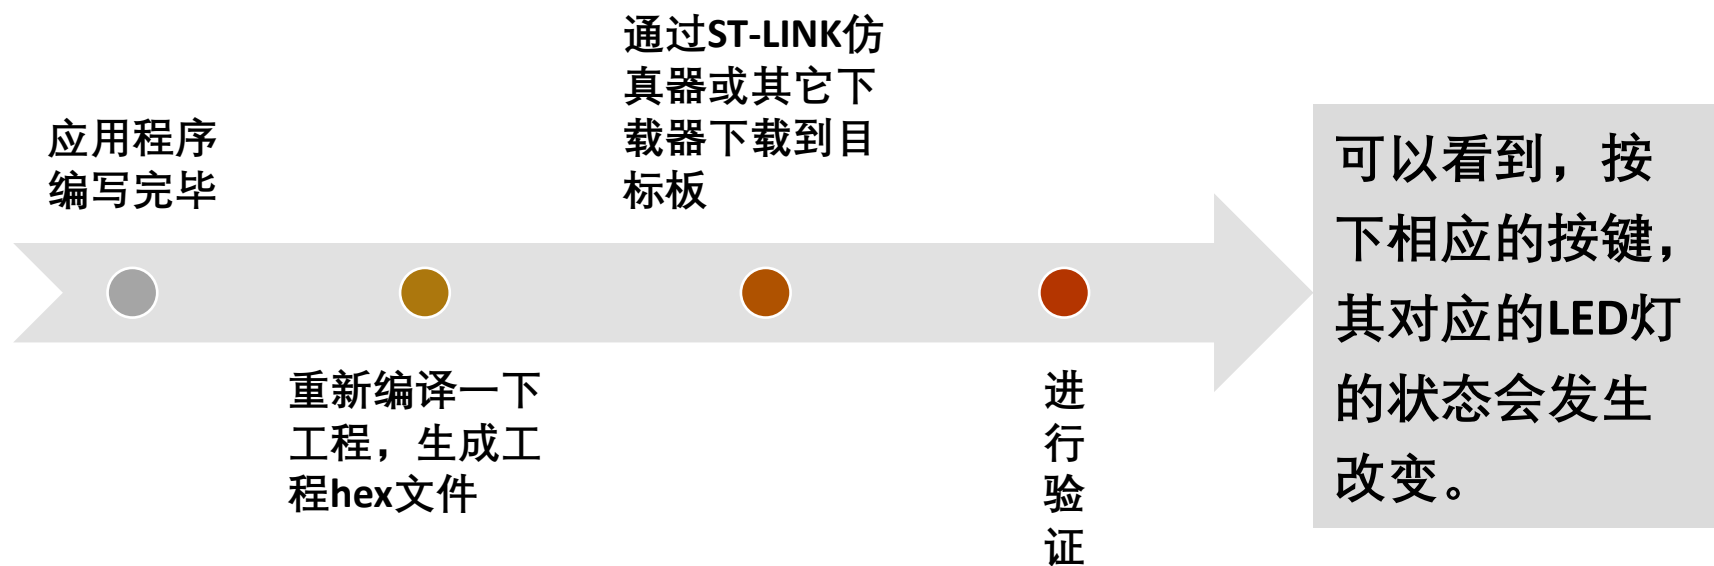 应用程序
编写完毕
重新编译一下
工程，生成工
程hex文件
通过ST-LINK仿
真器或其它下
载器下载到目
标板
进
行
验
证
可以看到，按
下相应的按键，
其对应的LED灯
的状态会发生
改变。